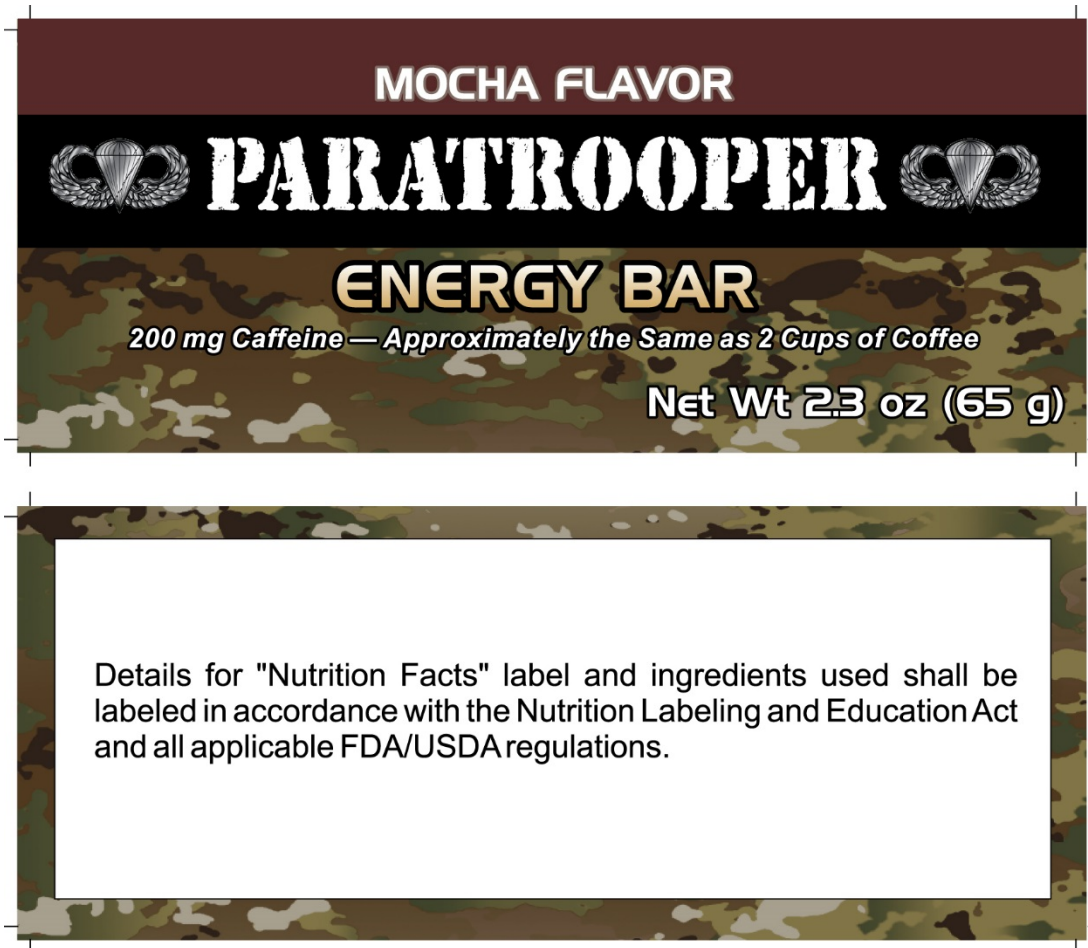 MOCHA FLAVOR
PARATROOPER
ENERGY BAR
200 mg Caffeine — Approximately the Same as 2 Cups of Coffee
Net Wt 2.3 oz (65 g)
Details for "Nutrition Facts" label and ingredients used shall be
labeled in accordance with the Nutrition Labeling and Education Act
and all applicable FDA/USDA regulations.